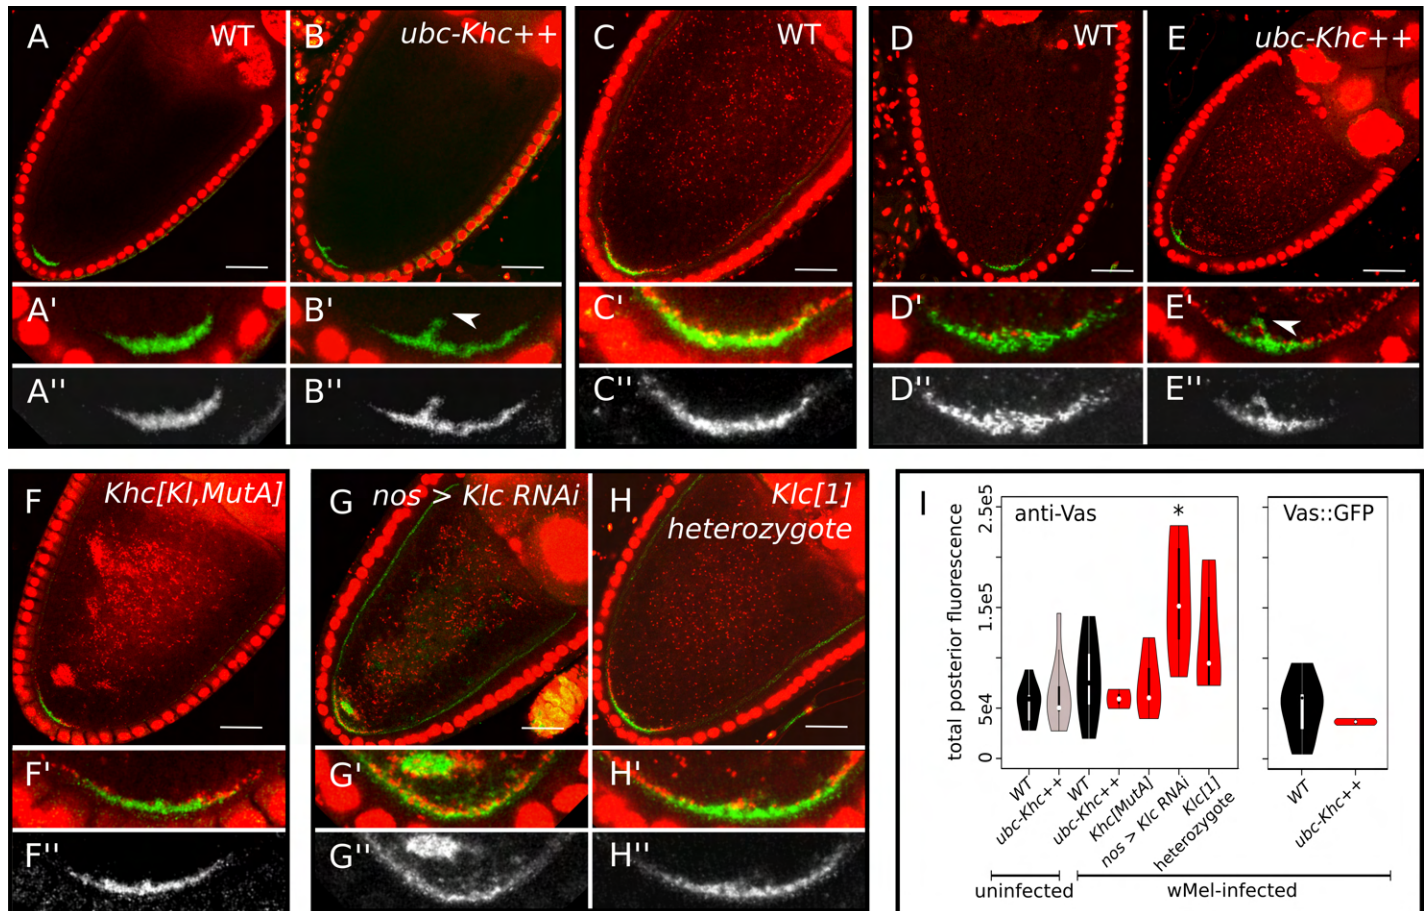 A
WT
B
ubc-Khc++
C
WT
D
WT
E
ubc-Khc++
A'
B'
C'
D'
E'
A''
B''
C''
D''
E''
F
Khc[Kl,MutA]
G
nos > Klc RNAi
H
Klc[1]
heterozygote
F'
G'
H'
F''
G''
H''
I
anti-Vas
*
Vas::GFP
total posterior fluorescence
2.5e5
1.5e5
5e4
0
WT
ubc-Khc++
WT
ubc-Khc++
Khc[MutA]
nos > Klc RNAi
Klc[1]
heterozygote
WT
ubc-Khc++
uninfected
wMel-infected